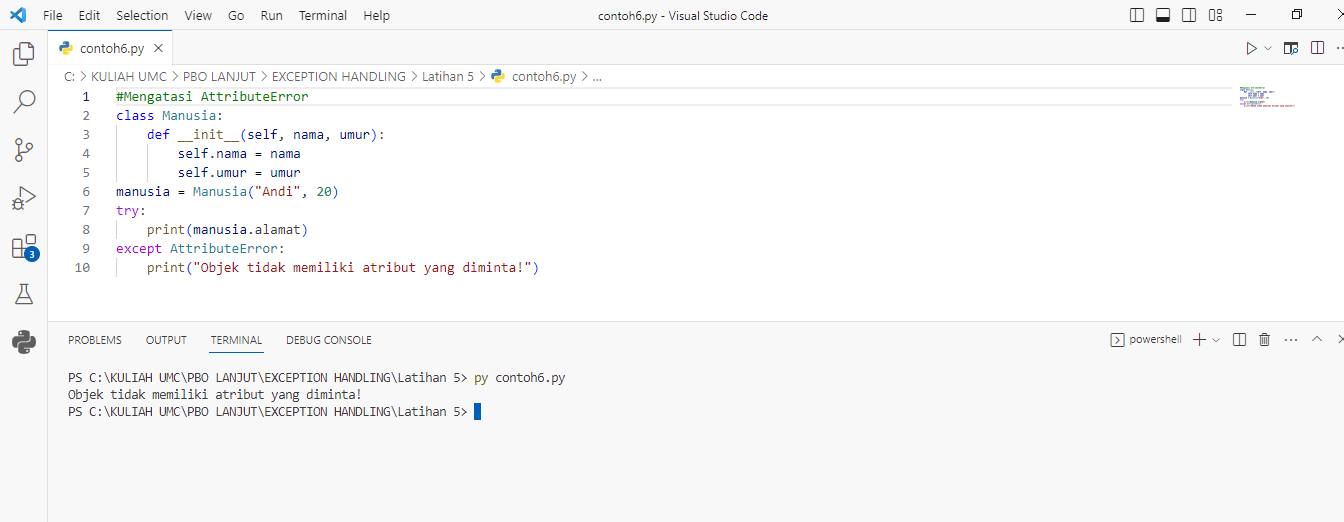 File Edit Selection View Go Run Terminal Help contoh6.py - Visual Studio Code
contoh6.py
C: > KULIAH UMC > PBO LANJUT > EXCEPTION HANDLING > Latihan 5 > contoh6.py > ...
1 #Mengatasi AttributeError
2 class Manusia:
3     def __init__(self, nama, umur):
4         self.nama = nama
5         self.umur = umur
6 manusia = Manusia("Andi", 20)
7 try:
8     print(manusia.alamat)
9 except AttributeError:
10     print("Objek tidak memiliki atribut yang diminta!")
3
PROBLEMS OUTPUT TERMINAL DEBUG CONSOLE powershell
PS C:\KULIAH UMC\PBO LANJUT\EXCEPTION HANDLING\Latihan 5> py contoh6.py
Objek tidak memiliki atribut yang diminta!
PS C:\KULIAH UMC\PBO LANJUT\EXCEPTION HANDLING\Latihan 5>